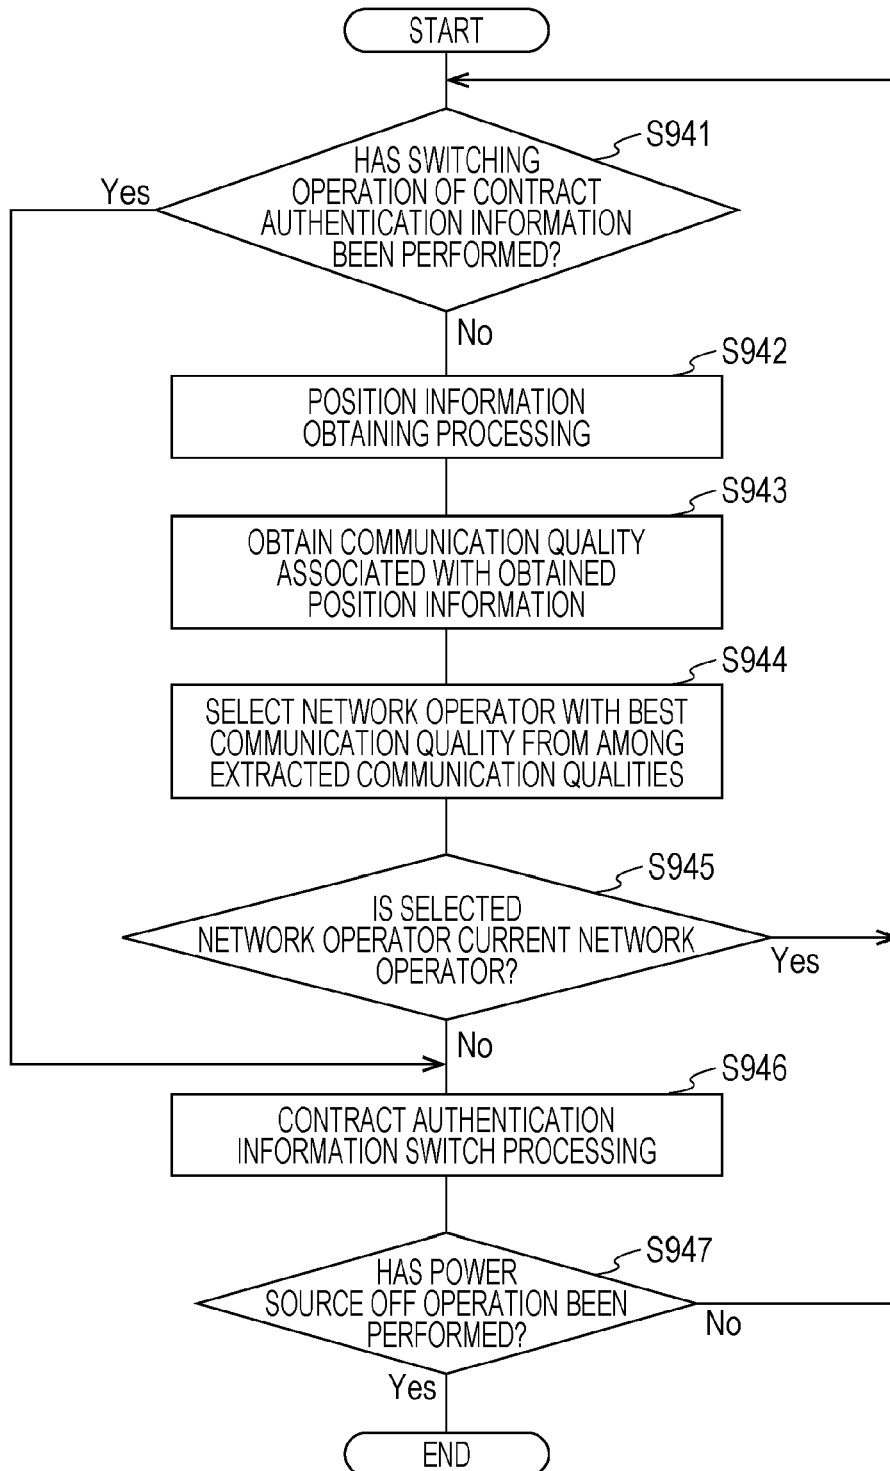 START
S941
HAS SWITCHING
OPERATION OF CONTRACT
AUTHENTICATION INFORMATION
BEEN PERFORMED?
Yes
No
S942
POSITION INFORMATION
OBTAINING PROCESSING
S943
OBTAIN COMMUNICATION QUALITY
ASSOCIATED WITH OBTAINED
POSITION INFORMATION
S944
SELECT NETWORK OPERATOR WITH BEST
COMMUNICATION QUALITY FROM AMONG
EXTRACTED COMMUNICATION QUALITIES
S945
IS SELECTED
NETWORK OPERATOR CURRENT NETWORK
OPERATOR?
Yes
No
S946
CONTRACT AUTHENTICATION
INFORMATION SWITCH PROCESSING
S947
HAS POWER
SOURCE OFF OPERATION BEEN
PERFORMED?
No
Yes
END